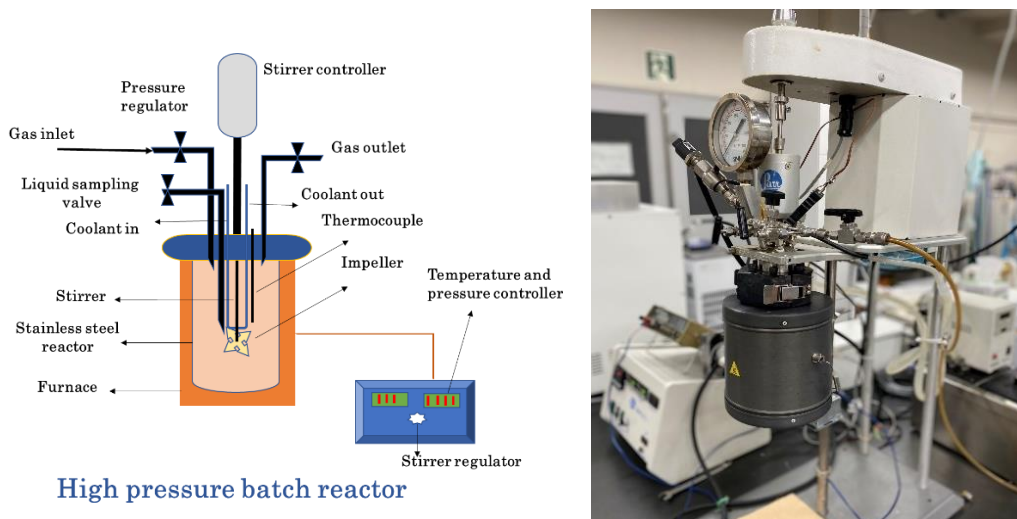 Stirrer controller
Pressure
regulator
Gas inlet
Gas outlet
Liquid sampling
valve
Coolant out
Coolant in
Thermocouple
Impeller
Temperature and
pressure controller
Stirrer
Stainless steel
reactor
Furnace
Stirrer regulator
High pressure batch reactor
Parr